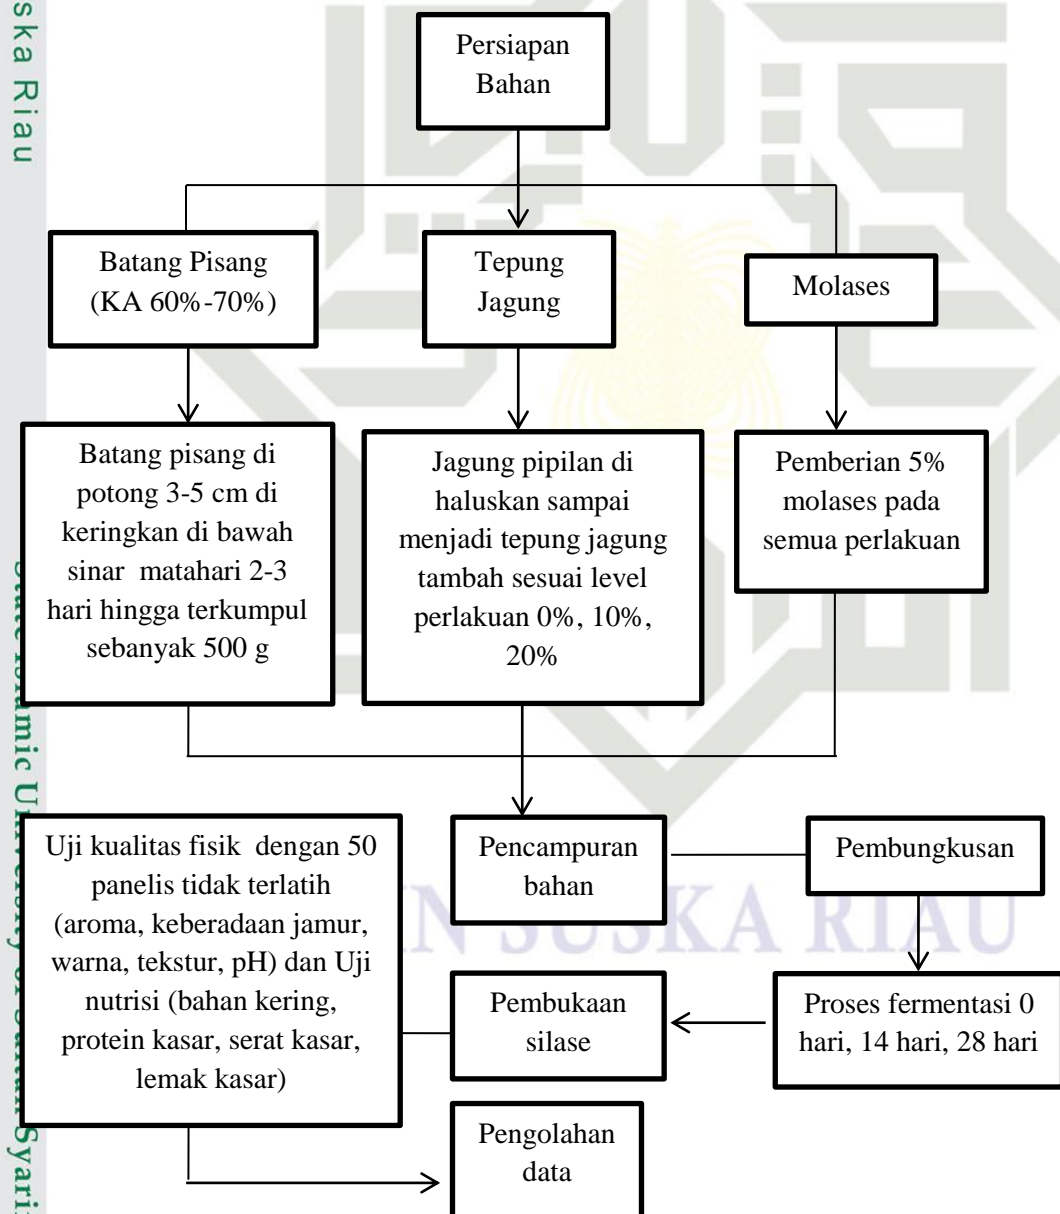 ska Riau
Persiapan
Bahan
Batang Pisang
(KA 60%-70%)
Tepung
Jagung
Molases
Batang pisang di
potong 3-5 cm di
keringkan di bawah
sinar matahari 2-3
hari hingga terkumpul
sebanyak 500 g
Jagung pipilan di
haluskan sampai
menjadi tepung jagung
tambah sesuai level
perlakuan 0%, 10%,
20%
Pemberian 5%
molases pada
semua perlakuan
Pencampuran
bahan
Pembungkusan
Uji kualitas fisik dengan 50
panelis tidak terlatih
(aroma, keberadaan jamur,
warna, tekstur, pH) dan Uji
nutrisi (bahan kering,
protein kasar, serat kasar,
lemak kasar)
Pembukaan
silase
Proses fermentasi 0
hari, 14 hari, 28 hari
Pengolahan
data
N SUSKA RIAU